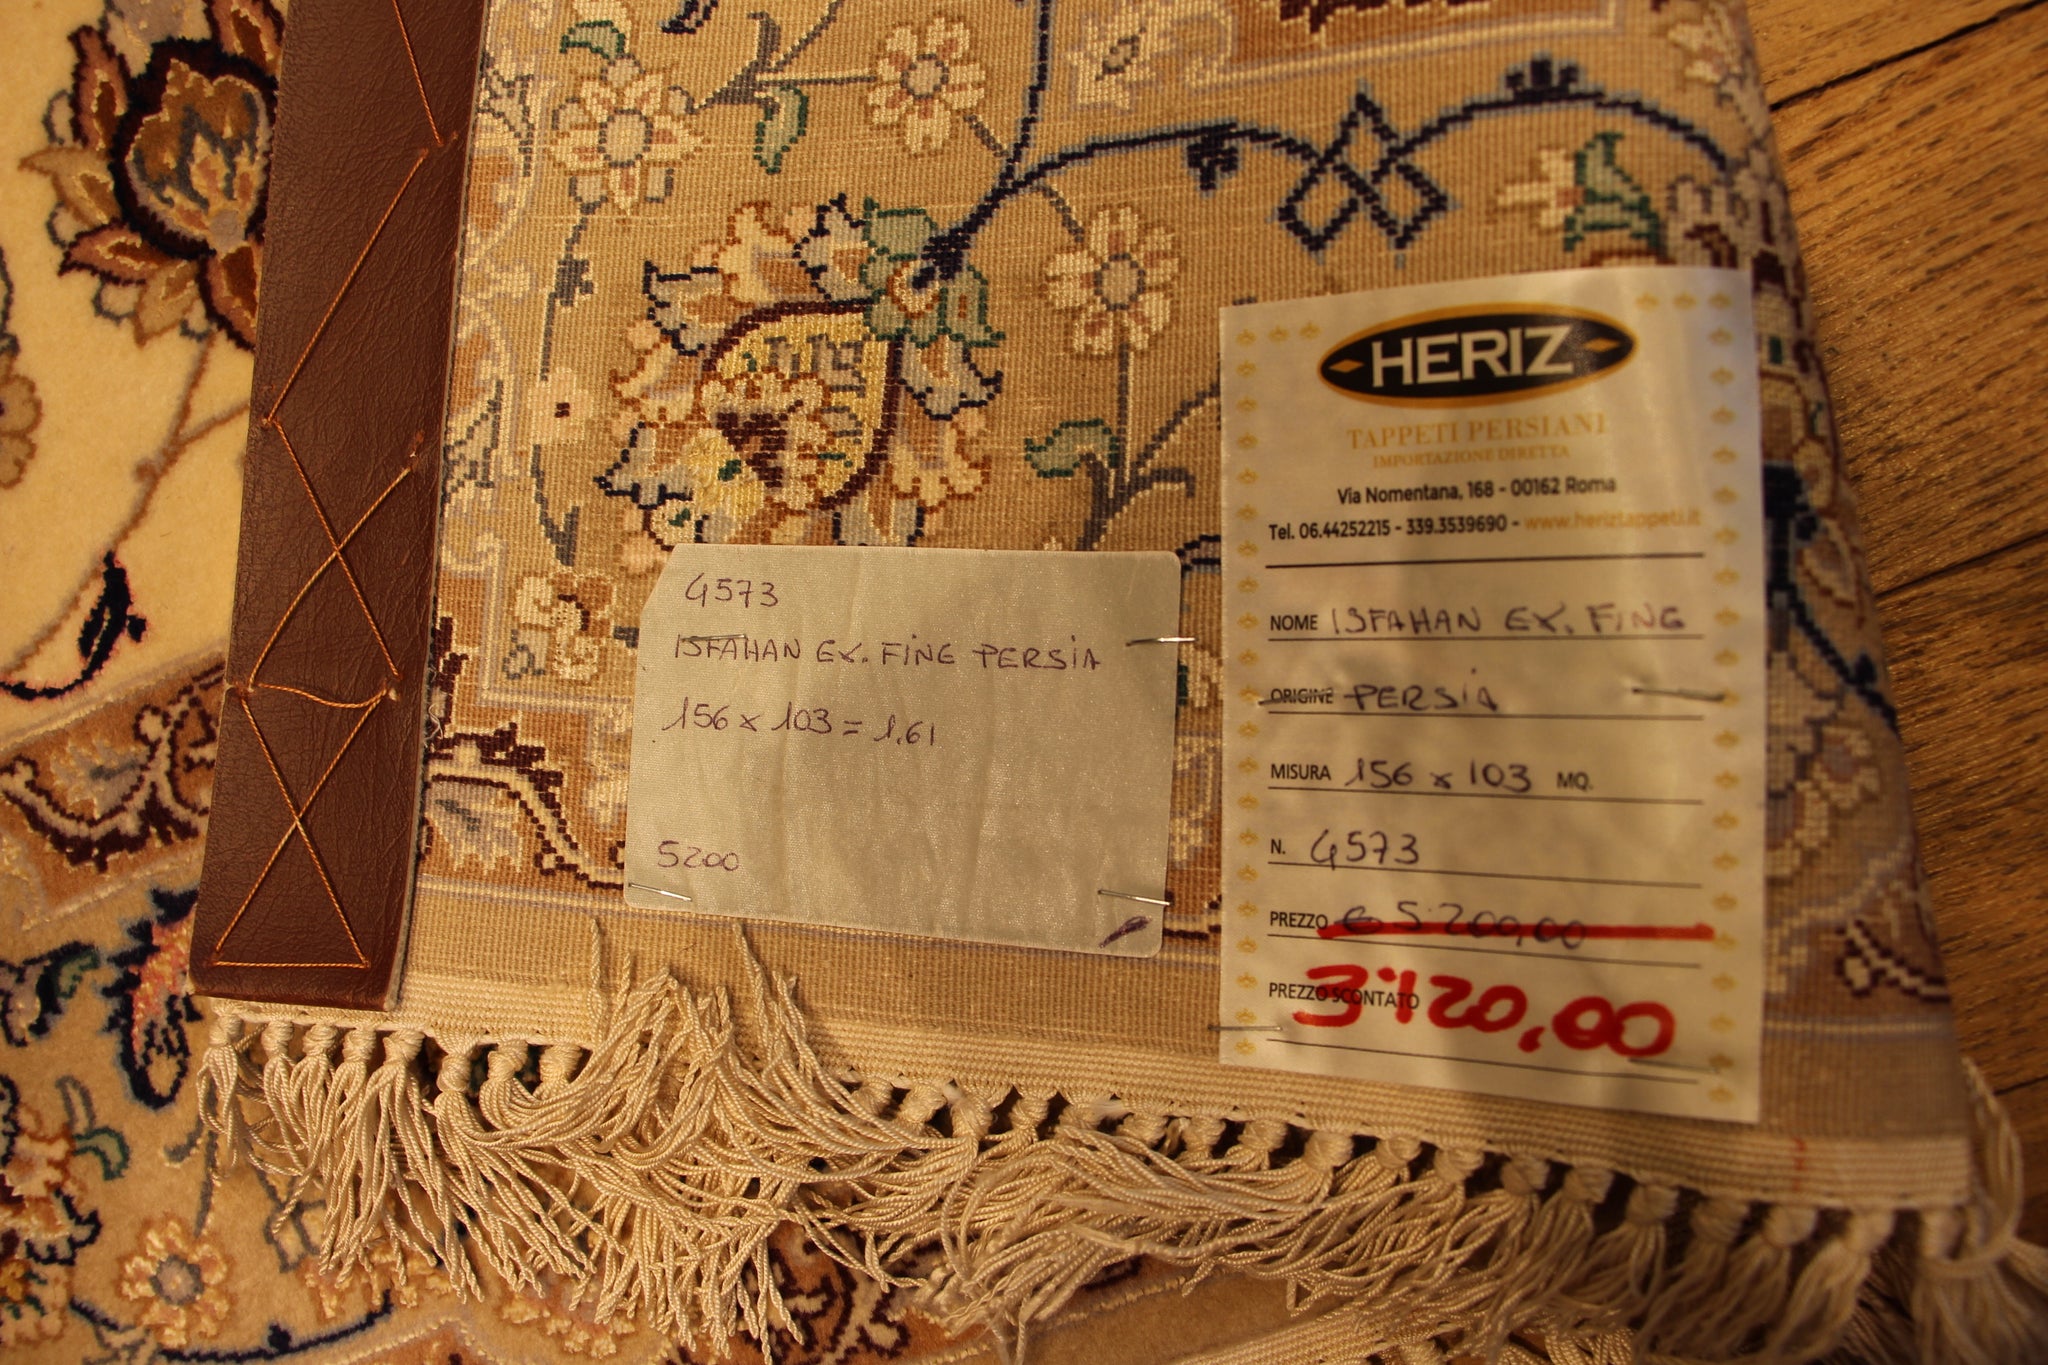 4573
ISFAHAN EX. FINE PERSIA
156 x 103 = 1.61
5200
HERIZ
TAPPETI PERSIANI
IMPORTAZIONE DIRETTA
Via Nomentana, 168 - 00162 Roma
Tel. 06.44252215 - 339.3539690 - www.heriztappeti.it
NOME ISFAHAN EX. FINE
ORIGINE PERSIA
MISURA 156 x 103 MQ.
N. 4573
PREZZO € 5.200,00
PREZZO SCONTATO 3.120,00